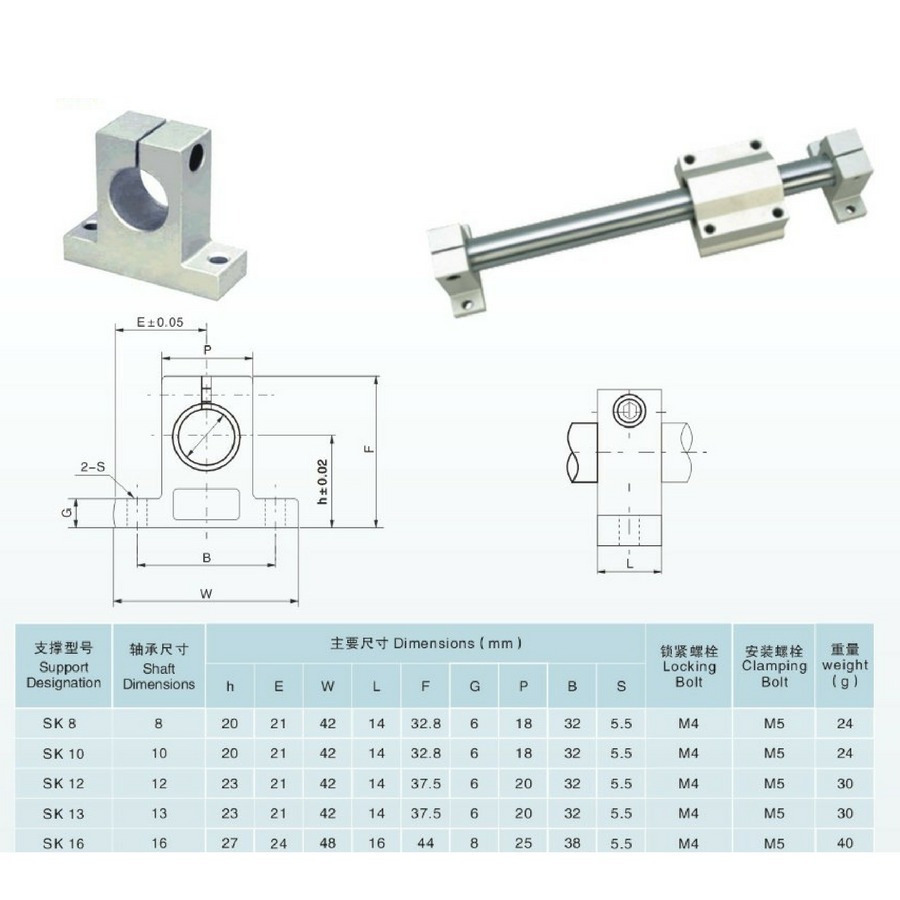 E±0.05
P
F
h±0.02
2-S
G
B
W
L
支撑型号 Support Designation
轴承尺寸 Shaft Dimensions
主要尺寸 Dimensions ( mm )
锁紧螺栓 Locking Bolt
安装螺栓 Clamping Bolt
重量 weight ( g )
h E W L F G P B S
SK 8 8 20 21 42 14 32.8 6 18 32 5.5 M4 M5 24
SK 10 10 20 21 42 14 32.8 6 18 32 5.5 M4 M5 24
SK 12 12 23 21 42 14 37.5 6 20 32 5.5 M4 M5 30
SK 13 13 23 21 42 14 37.5 6 20 32 5.5 M4 M5 30
SK 16 16 27 24 48 16 44 8 25 38 5.5 M4 M5 40